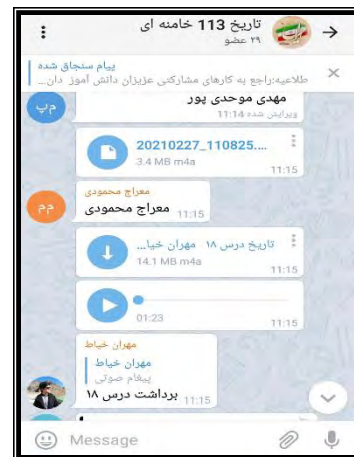 تاریخ 113 خامنه ای
۲۹ عضو
پیام سنجاق شده
طلاعیه:راجع به کارهای مشارکتی عزیزان دانش آموز دان...
مهدی موحدی پور
ویرایش شده 11:14
م‌پ
20210227_110825....
3.4 MB m4a
11:15
معراج محمودی
معراج محمودی
11:15
م‌م
تاریخ درس ۱۸ مهران خیا...
14.1 MB m4a
11:15
01:23
11:15
مهران خیاط
مهران خیاط
پیغام صوتی
برداشت درس ۱۸
11:15
Message